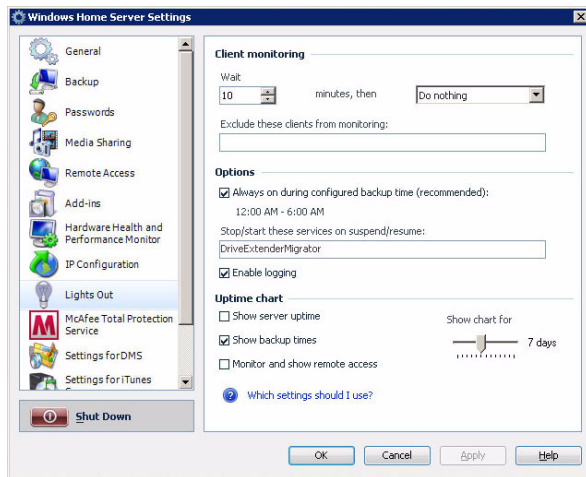 Windows Home Server Settings
General
Backup
Passwords
Media Sharing
Remote Access
Add-ins
Hardware Health and
Performance Monitor
IP Configuration
Lights Out
McAfee Total Protection
Service
Settings for DMS
Settings for iTunes
Shut Down
Client monitoring
Wait
10 minutes, then Do nothing
Exclude these clients from monitoring:
Options
Always on during configured backup time (recommended):
12:00 AM - 6:00 AM
Stop/start these services on suspend/resume:
DriveExtenderMigrator
Enable logging
Uptime chart
Show server uptime
Show chart for
Show backup times
7 days
Monitor and show remote access
Which settings should I use?
OK Cancel Apply Help